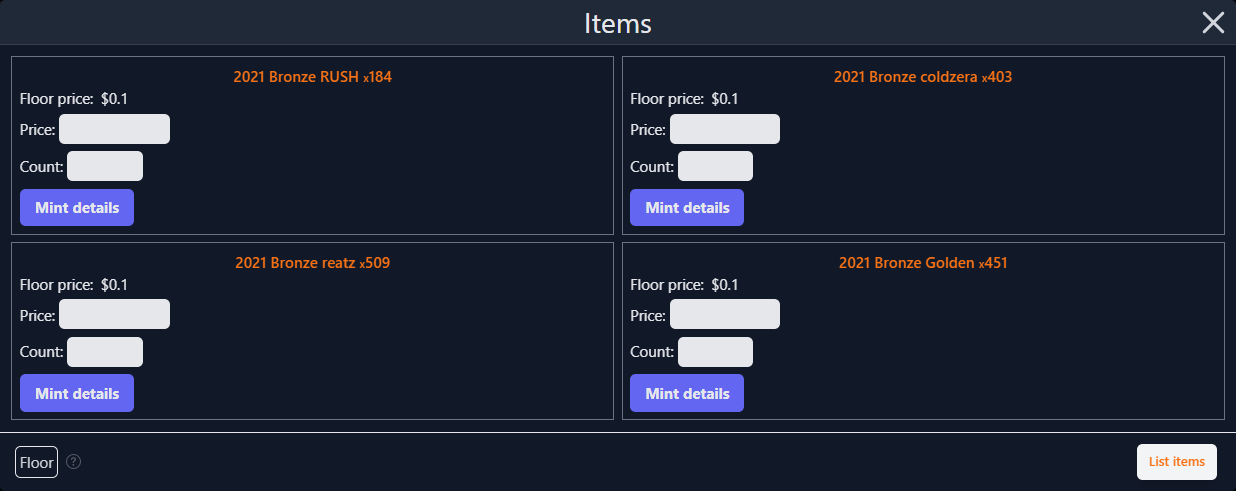 Items
2021 Bronze RUSH x184
Floor price: $0.1
Price:
Count:
Mint details
2021 Bronze coldzera x403
Floor price: $0.1
Price:
Count:
Mint details
2021 Bronze reatz x509
Floor price: $0.1
Price:
Count:
Mint details
2021 Bronze Golden x451
Floor price: $0.1
Price:
Count:
Mint details
Floor ?
List items